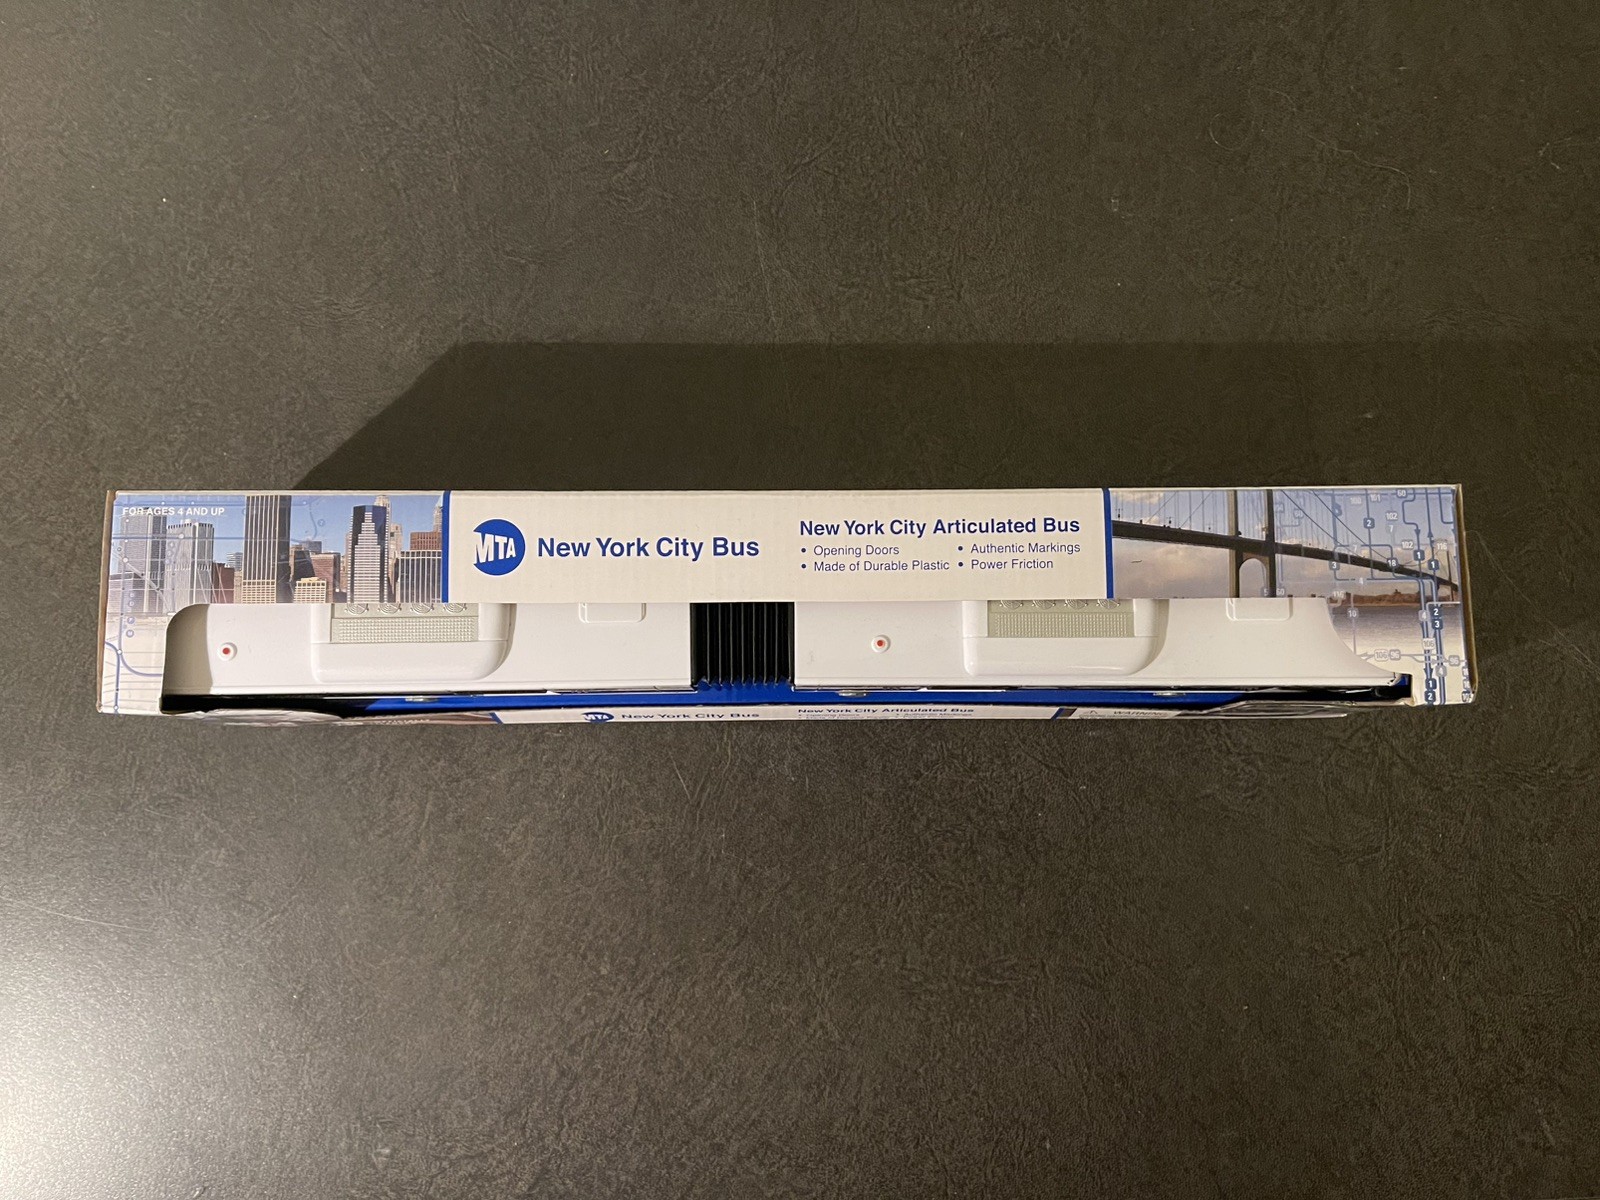 FOR AGES 4 AND UP
MTA
New York City Bus
New York City Articulated Bus
• Opening Doors
• Made of Durable Plastic
• Authentic Markings
• Power Friction
MTA
New York City Bus
New York City Articulated Bus